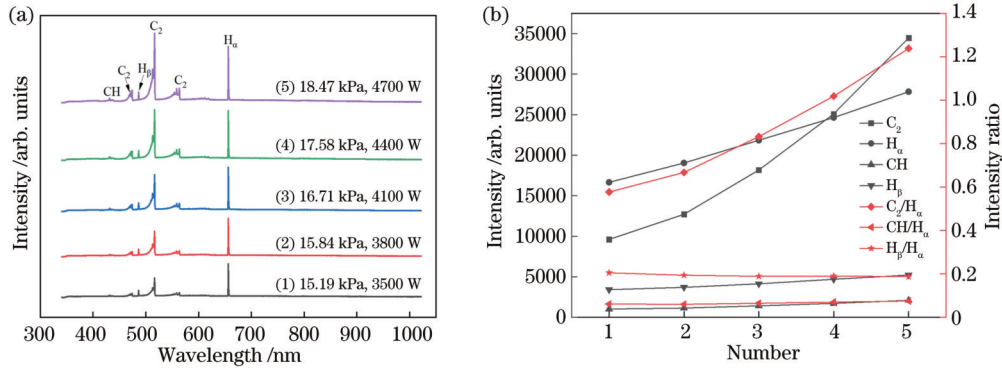 (a)
Intensity /arb. units
C₂
Hα
Hβ
C₂
CH
C₂
(5) 18.47 kPa, 4700 W
(4) 17.58 kPa, 4400 W
(3) 16.71 kPa, 4100 W
(2) 15.84 kPa, 3800 W
(1) 15.19 kPa, 3500 W
300 400 500 600 700 800 900 1000
Wavelength /nm
(b)
Intensity /arb. units
35000
30000
25000
20000
15000
10000
5000
0
C₂
Hα
CH
Hβ
C₂/Hα
CH/Hα
Hβ/Hα
1.4
1.2
1.0
0.8
0.6
0.4
0.2
0
Intensity ratio
1 2 3 4 5
Number